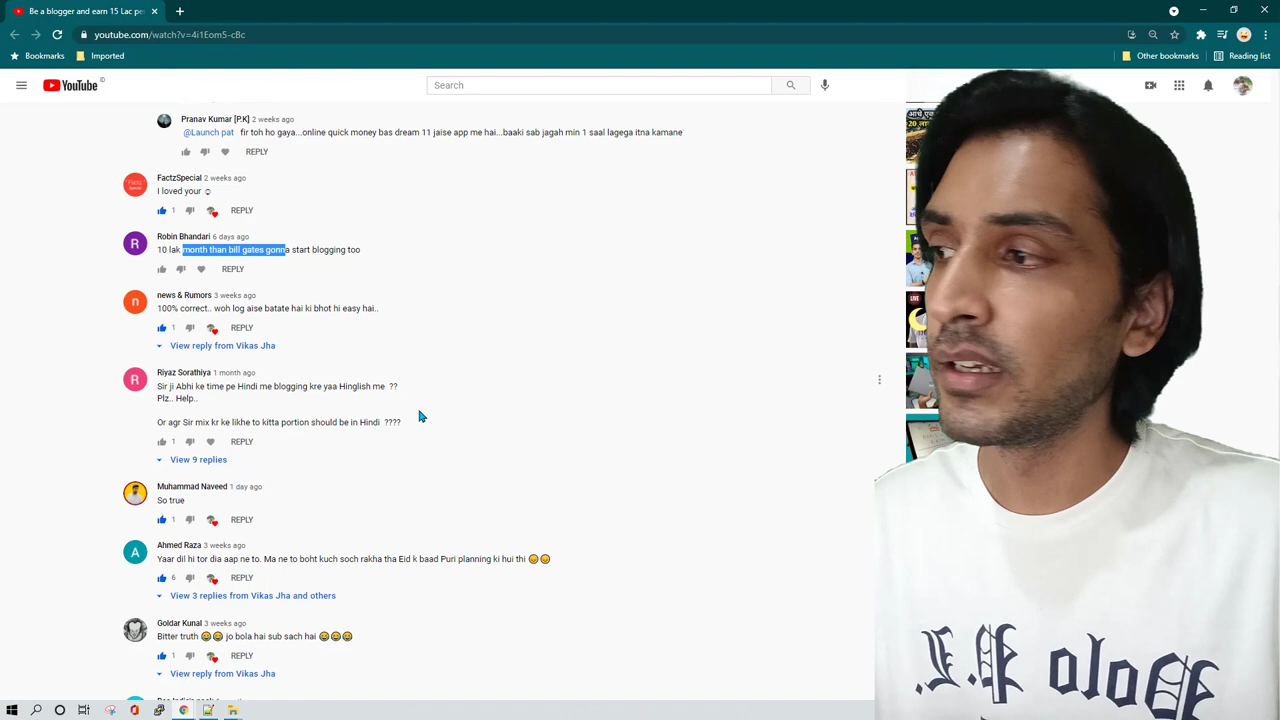 Be a blogger and earn 15 Lac pe
youtube.com/watch?v=4i1Eom5-cBc
Bookmarks
Imported
Other bookmarks
Reading list
YouTube
Search
Pranav Kumar [P.K] 2 weeks ago
@Launch pat fir toh ho gaya...online quick money bas dream 11 jaise app me hai...baaki sab jagah min 1 saal lagega itna kamane
REPLY
FactzSpecial 2 weeks ago
I loved your
1 REPLY
Robin Bhandari 6 days ago
10 lak month than bill gates gonna start blogging too
REPLY
news & Rumors 3 weeks ago
100% correct.. woh log aise batate hai ki bhot hi easy hai..
1 REPLY
View reply from Vikas Jha
Riyaz Sorathiya 1 month ago
Sir ji Abhi ke time pe Hindi me blogging kre yaa Hinglish me ??
Plz.. Help..
Or agr Sir mix kr ke likhe to kitta portion should be in Hindi ????
1 REPLY
View 9 replies
Muhammad Naveed 1 day ago
So true
1 REPLY
Ahmed Raza 3 weeks ago
Yaar dil hi tor dia aap ne to. Ma ne to boht kuch soch rakha tha Eid k baad Puri planning ki hui thi 😞😞
6 REPLY
View 3 replies from Vikas Jha and others
Goldar Kunal 3 weeks ago
Bitter truth 😂😂 jo bola hai sub sach hai 😂😂😂
1 REPLY
View reply from Vikas Jha